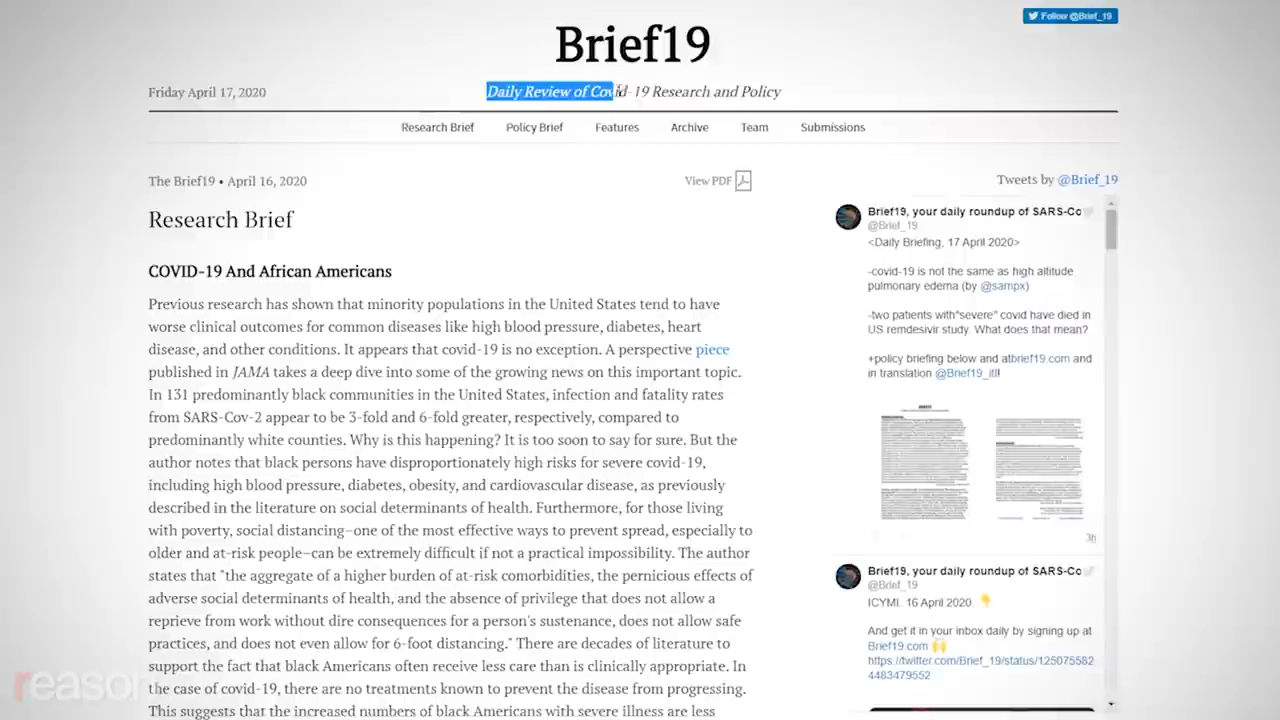 Follow @Brief_19
Brief19
Friday April 17, 2020
Daily Review of Covid-19 Research and Policy
Research Brief Policy Brief Features Archive Team Submissions
The Brief19 • April 16, 2020
View PDF
Research Brief
COVID-19 And African Americans
Previous research has shown that minority populations in the United States tend to have
worse clinical outcomes for common diseases like high blood pressure, diabetes, heart
disease, and other conditions. It appears that covid-19 is no exception. A perspective piece
published in JAMA takes a deep dive into some of the growing news on this important topic.
In 131 predominantly black communities in the United States, infection and fatality rates
from SARS-Cov-2 appear to be 3-fold and 6-fold greater, respectively, compared to
predominantly white counties. Why is this happening? It is too soon to say for sure. But the
author notes that black persons have disproportionately high risks for severe covid-19,
including high blood pressure, diabetes, obesity, and cardiovascular disease, as previously
described in the literature on social determinants of health. Furthermore, for those living
with poverty, social distancing–one of the most effective ways to prevent spread, especially to
older and at-risk people–can be extremely difficult if not a practical impossibility. The author
states that "the aggregate of a higher burden of at-risk comorbidities, the pernicious effects of
adverse social determinants of health, and the absence of privilege that does not allow a
reprieve from work without dire consequences for a person's sustenance, does not allow safe
practices, and does not even allow for 6-foot distancing." There are decades of literature to
support the fact that black Americans often receive less care than is clinically appropriate. In
the case of covid-19, there are no treatments known to prevent the disease from progressing.
This suggests that the increased numbers of black Americans with severe illness are less
Tweets by @Brief_19
Brief19, your daily roundup of SARS-Co
@Brief_19
<Daily Briefing, 17 April 2020>
-covid-19 is not the same as high altitude
pulmonary edema (by @sampx)
-two patients with"severe" covid have died in
US remdesivir study. What does that mean?
+policy briefing below and atbrief19.com and
in translation @Brief19_it!!
3h
Brief19, your daily roundup of SARS-Co
@Brief_19
ICYMI. 16 April 2020. 👇
And get it in your inbox daily by signing up at
Brief19.com 🙌
https://twitter.com/Brief_19/status/125075582
4483479552
reason